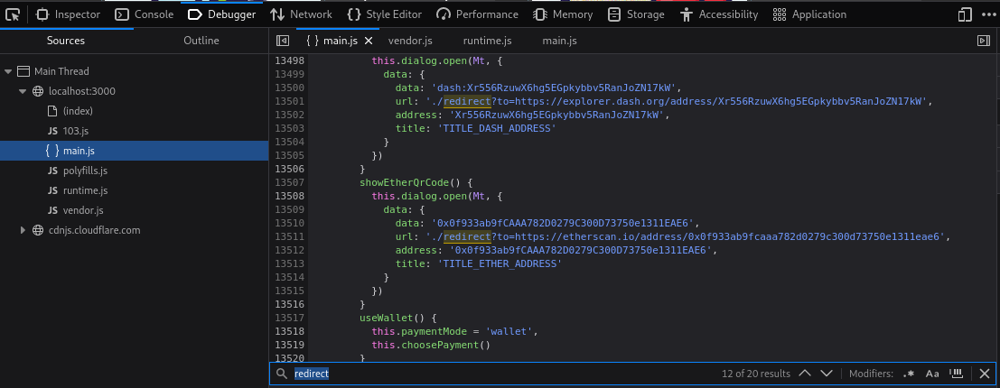 Inspector Console Debugger Network Style Editor Performance Memory Storage Accessibility Application
Sources Outline
{ } main.js vendor.js runtime.js main.js
Main Thread
localhost:3000
(index)
JS 103.js
{ } main.js
JS polyfills.js
JS runtime.js
JS vendor.js
cdnjs.cloudflare.com
13498 this.dialog.open(Mt, {
13499 data: {
13500 data: 'dash:Xr556RzuwX6hg5EGpkybbv5RanJoZN17kW',
13501 url: './redirect?to=https://explorer.dash.org/address/Xr556RzuwX6hg5EGpkybbv5RanJoZN17kW',
13502 address: 'Xr556RzuwX6hg5EGpkybbv5RanJoZN17kW',
13503 title: 'TITLE_DASH_ADDRESS'
13504 }
13505 })
13506 }
13507 showEtherQrCode() {
13508 this.dialog.open(Mt, {
13509 data: {
13510 data: '0x0f933ab9fCAAA782D0279C300D73750e1311EAE6',
13511 url: './redirect?to=https://etherscan.io/address/0x0f933ab9fcaaa782d0279c300d73750e1311eae6',
13512 address: '0x0f933ab9fCAAA782D0279C300D73750e1311EAE6',
13513 title: 'TITLE_ETHER_ADDRESS'
13514 }
13515 })
13516 }
13517 useWallet() {
13518 this.paymentMode = 'wallet',
13519 this.choosePayment()
13520 }
redirect 12 of 20 results Modifiers: .* Aa